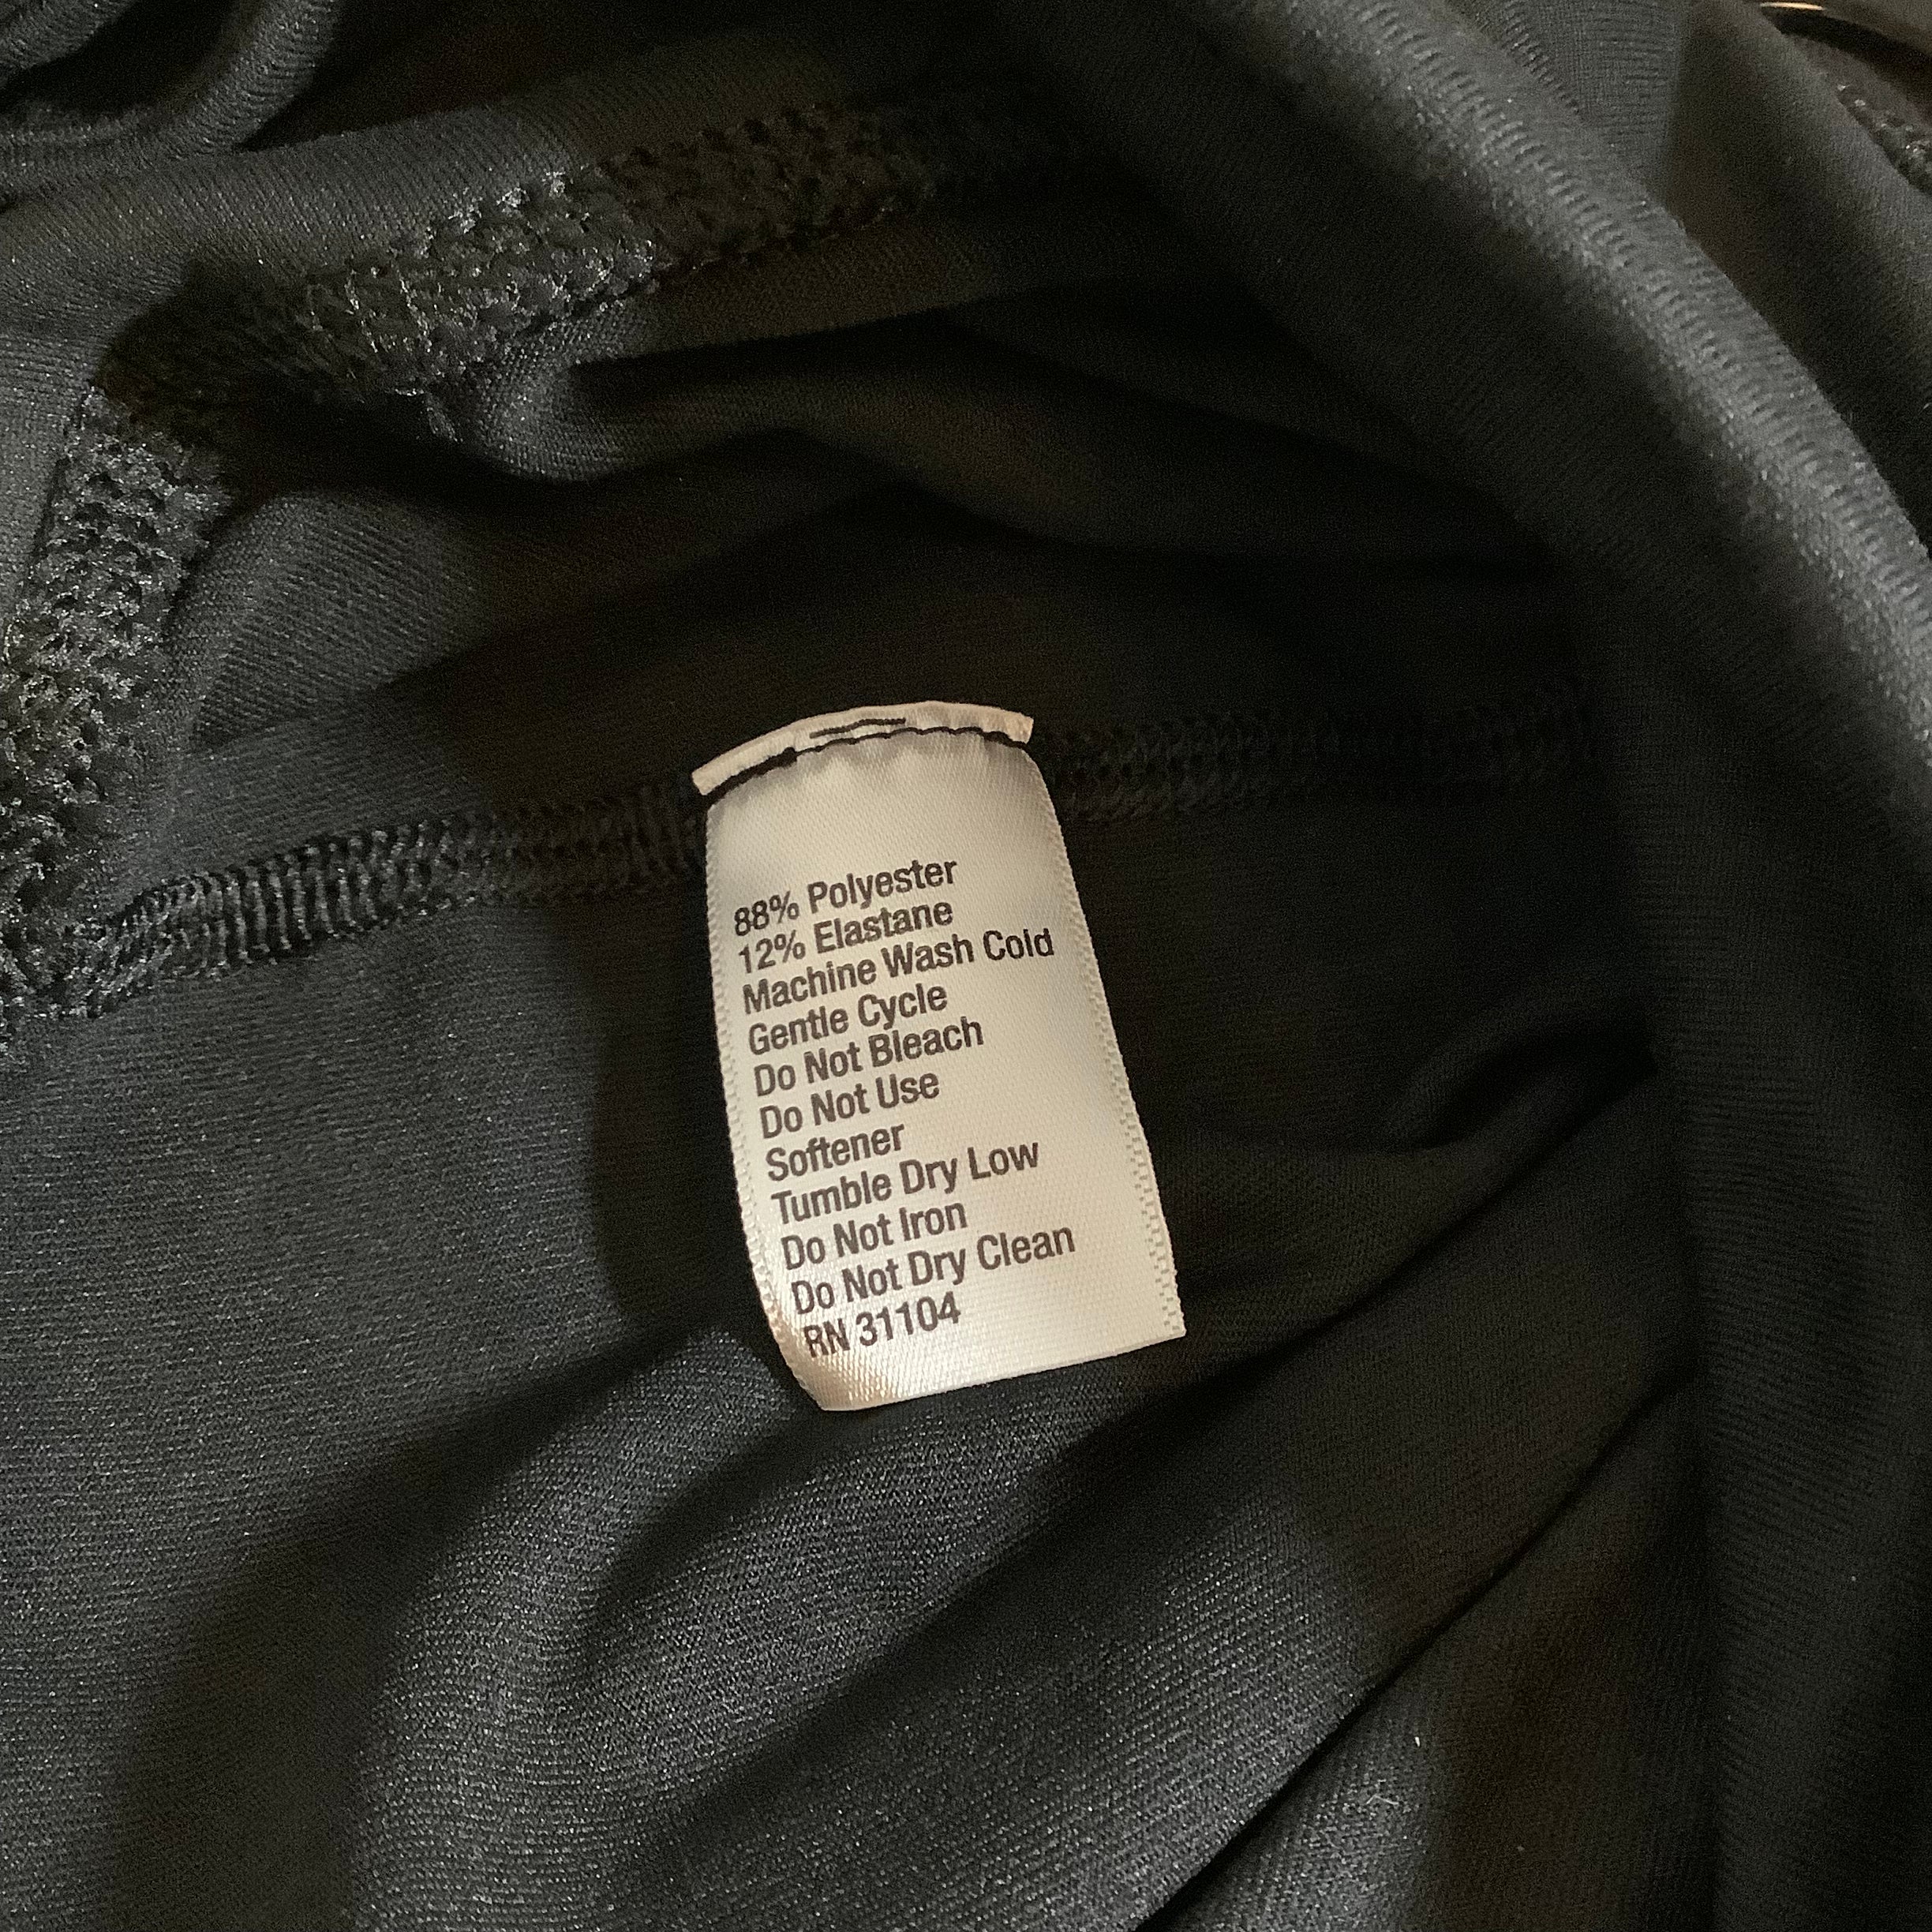 88% Polyester
12% Elastane
Machine Wash Cold
Gentle Cycle
Do Not Bleach
Do Not Use
Softener
Tumble Dry Low
Do Not Iron
Do Not Dry Clean
RN 31104